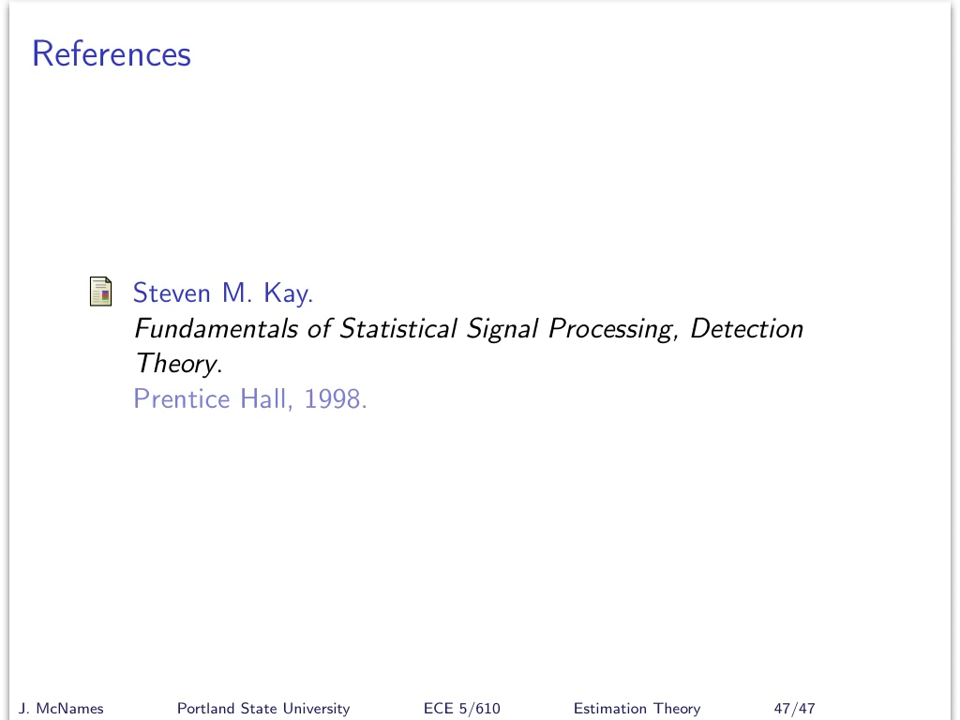 References
Steven M. Kay.
Fundamentals of Statistical Signal Processing, Detection
Theory.
Prentice Hall, 1998.
J. McNames Portland State University ECE 5/610 Estimation Theory 47/47